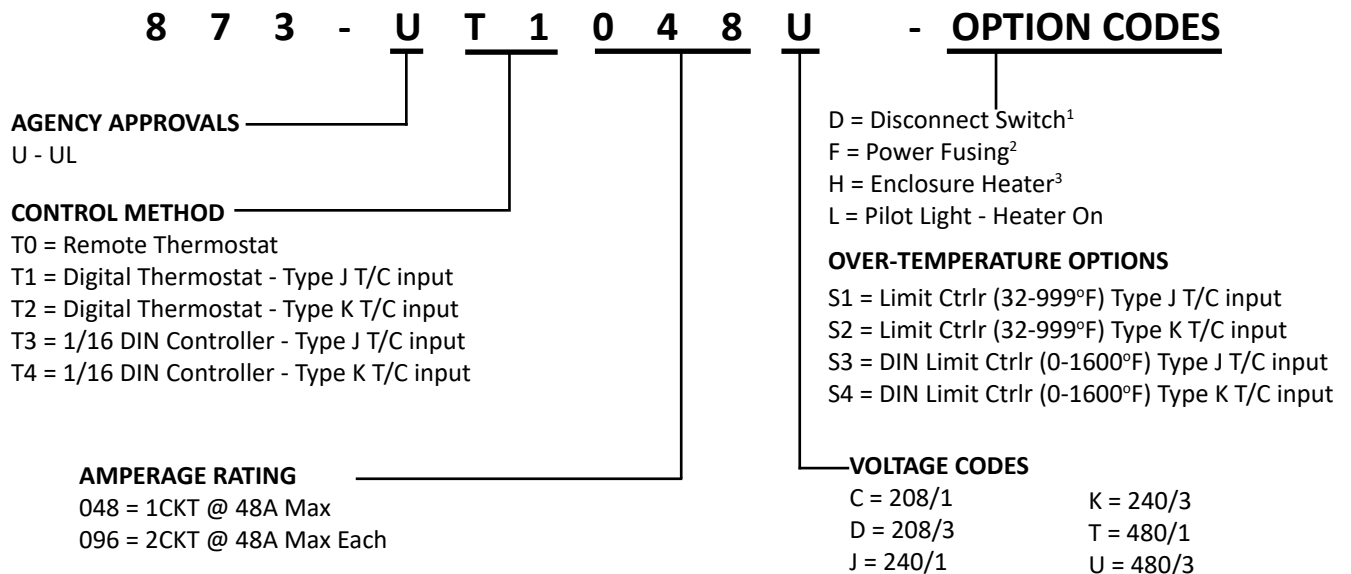 8 7 3 - U T 1 0 4 8 U - OPTION CODES
AGENCY APPROVALS
U - UL
CONTROL METHOD
T0 = Remote Thermostat
T1 = Digital Thermostat - Type J T/C input
T2 = Digital Thermostat - Type K T/C input
T3 = 1/16 DIN Controller - Type J T/C input
T4 = 1/16 DIN Controller - Type K T/C input
AMPERAGE RATING
048 = 1CKT @ 48A Max
096 = 2CKT @ 48A Max Each
D = Disconnect Switch¹
F = Power Fusing²
H = Enclosure Heater³
L = Pilot Light - Heater On
OVER-TEMPERATURE OPTIONS
S1 = Limit Ctrlr (32-999°F) Type J T/C input
S2 = Limit Ctrlr (32-999°F) Type K T/C input
S3 = DIN Limit Ctrlr (0-1600°F) Type J T/C input
S4 = DIN Limit Ctrlr (0-1600°F) Type K T/C input
VOLTAGE CODES
C = 208/1
D = 208/3
J = 240/1
K = 240/3
T = 480/1
U = 480/3